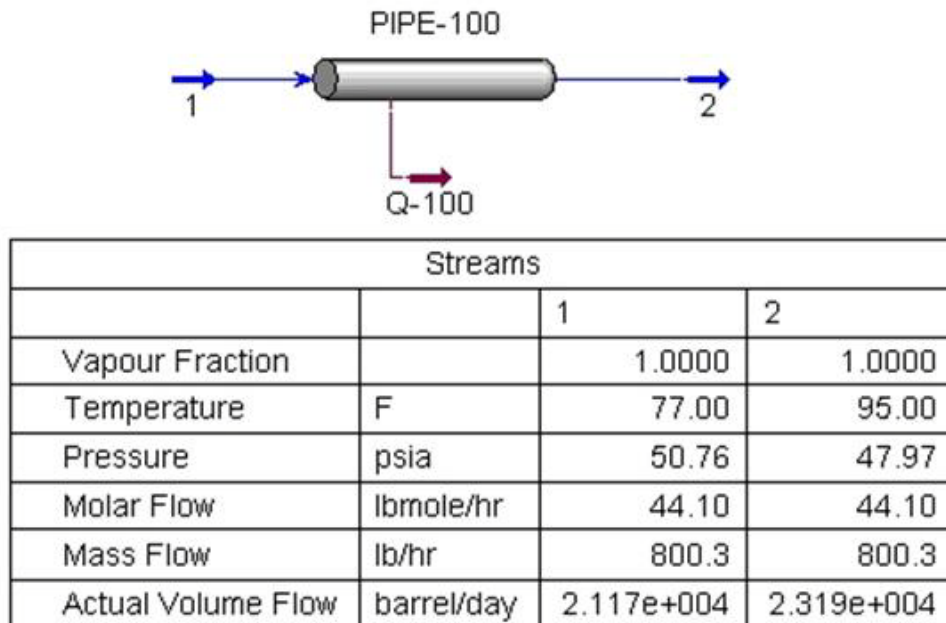 PIPE-100
1
2
Q-100
Streams
1 2
Vapour Fraction 1.0000 1.0000
Temperature F 77.00 95.00
Pressure psia 50.76 47.97
Molar Flow lbmole/hr 44.10 44.10
Mass Flow lb/hr 800.3 800.3
Actual Volume Flow barrel/day 2.117e+004 2.319e+004